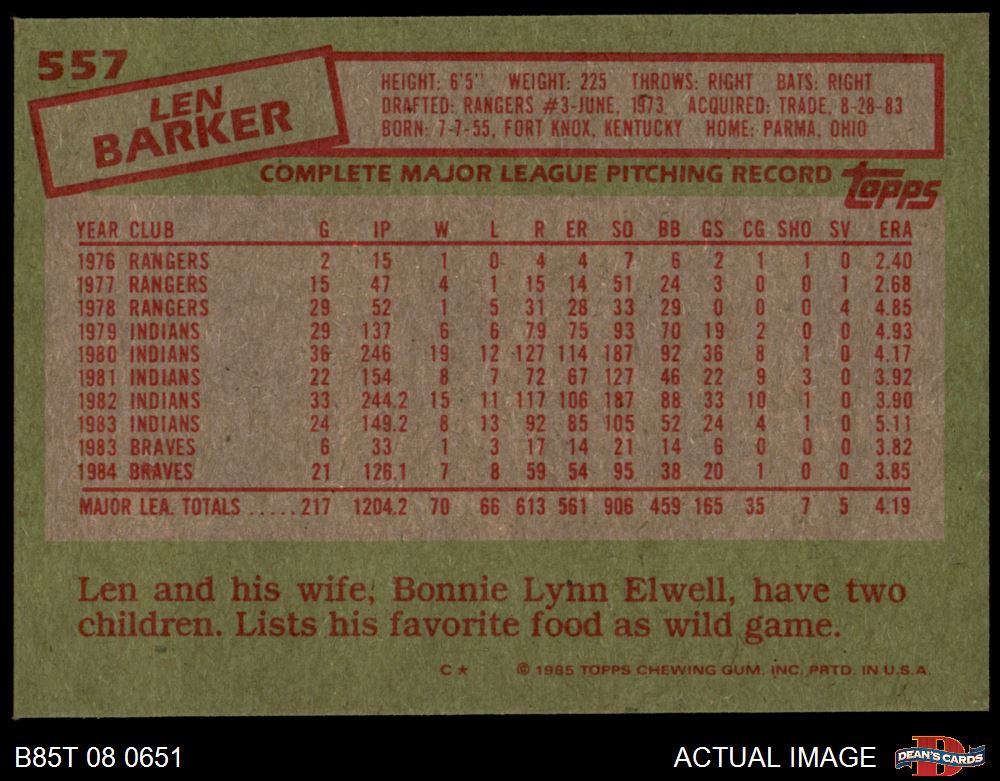 557
LEN
BARKER
HEIGHT: 6'5" WEIGHT: 225 THROWS: RIGHT BATS: RIGHT
DRAFTED: RANGERS #3-JUNE, 1973 ACQUIRED: TRADE, 8-28-83
BORN: 7-7-55, FORT KNOX, KENTUCKY HOME: PARMA, OHIO
COMPLETE MAJOR LEAGUE PITCHING RECORD topps
YEAR CLUB G IP W L R ER SO BB GS CG SHO SV ERA
1976 RANGERS 2 15 1 0 4 4 7 6 2 1 1 0 2.40
1977 RANGERS 15 47 4 1 15 14 51 24 3 0 0 1 2.68
1978 RANGERS 29 52 1 5 31 28 33 29 0 0 0 4 4.85
1979 INDIANS 29 137 6 6 79 75 93 70 19 2 0 0 4.93
1980 INDIANS 36 246 19 12 127 114 187 92 36 8 1 0 4.17
1981 INDIANS 22 154 8 7 72 67 127 46 22 9 3 0 3.92
1982 INDIANS 33 244.2 15 11 117 106 187 88 33 10 1 0 3.90
1983 INDIANS 24 149.2 8 13 92 85 105 52 24 4 1 0 5.11
1983 BRAVES 6 33 1 3 17 14 21 14 6 0 0 0 3.82
1984 BRAVES 21 126.1 7 8 59 54 95 38 20 1 0 0 3.85
MAJOR LEA. TOTALS .....217 1204.2 70 66 613 561 906 459 165 35 7 5 4.19
Len and his wife, Bonnie Lynn Elwell, have two
children. Lists his favorite food as wild game.
C* © 1985 TOPPS CHEWING GUM, INC. PRTD. IN U.S.A.
B85T 08 0651 ACTUAL IMAGE D DEAN'S CARDS